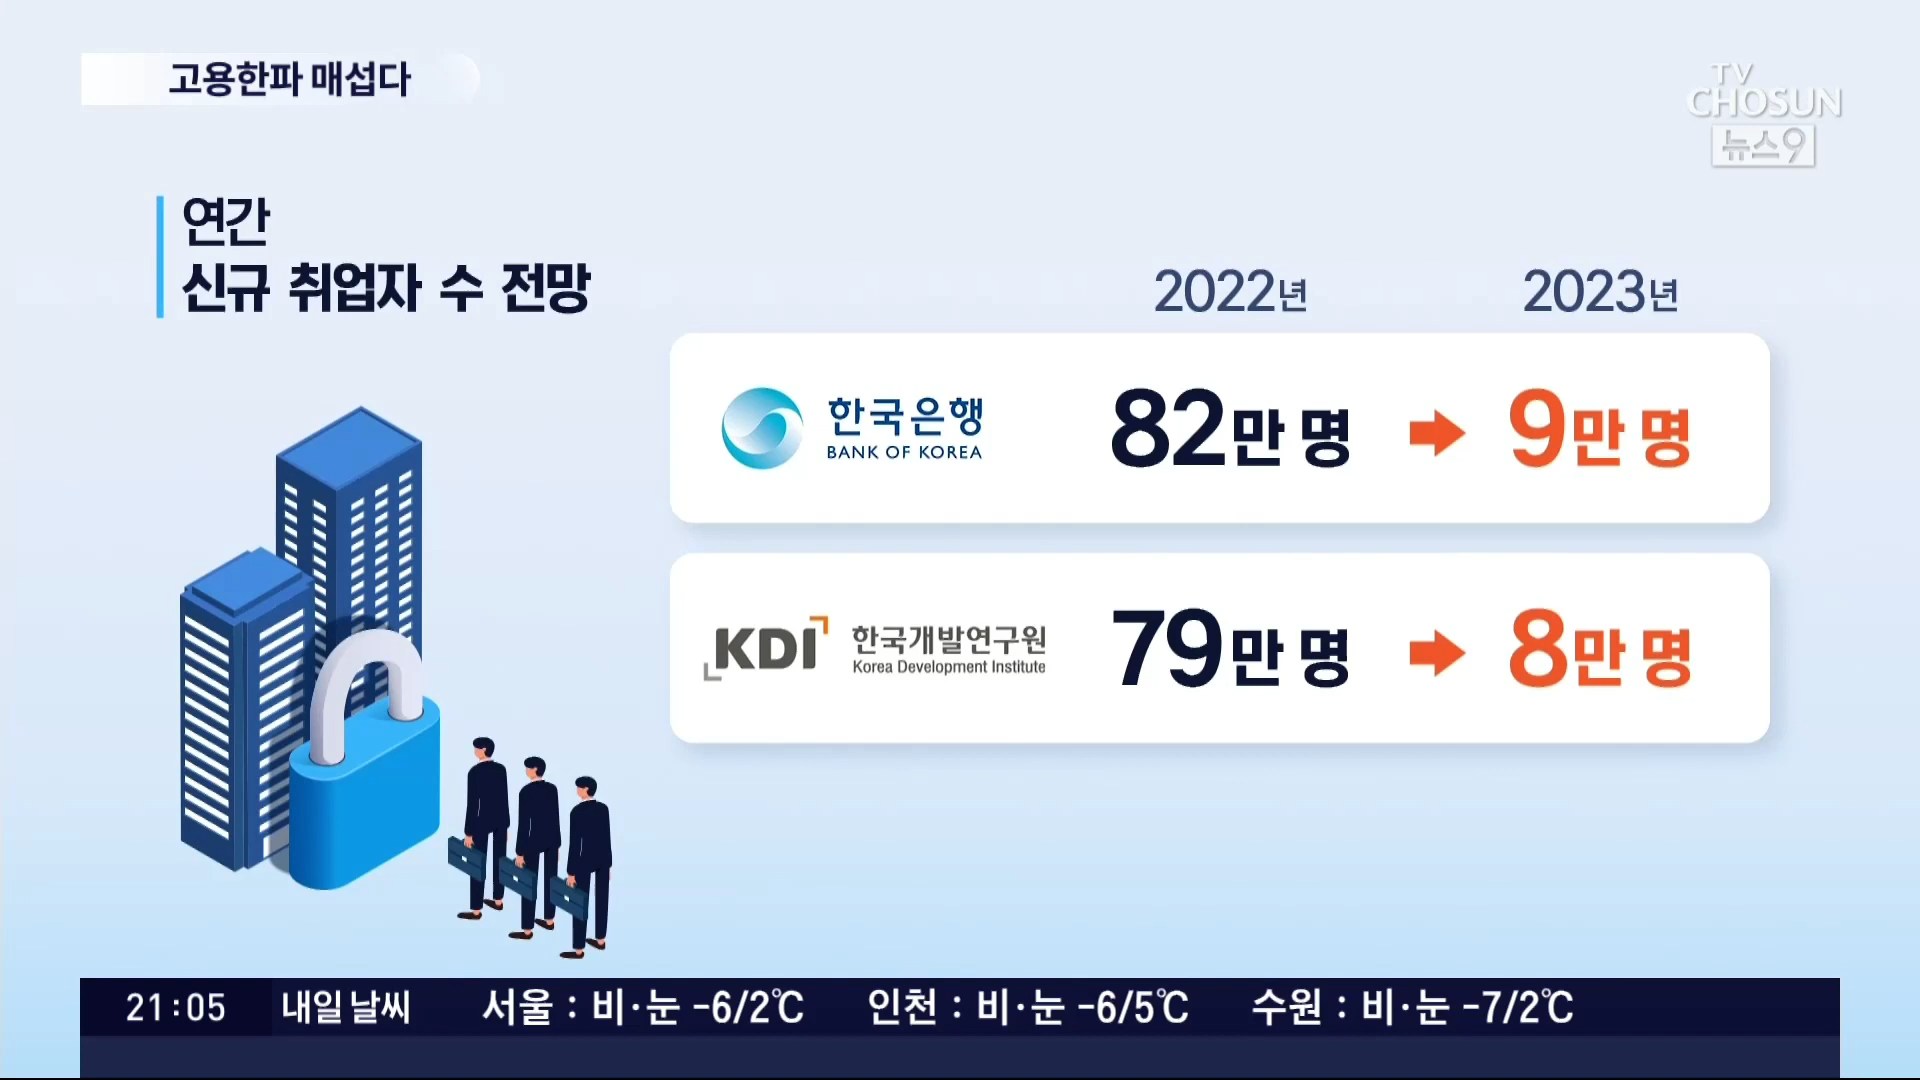 고용한파 매섭다
TV
CHOSUN
뉴스9
연간
신규 취업자 수 전망
2022년 2023년
한국은행
BANK OF KOREA
82만 명 9만 명
KDI 한국개발연구원
Korea Development Institute
79만 명 8만 명
21:05 내일 날씨 서울 : 비·눈 -6/2℃ 인천 : 비·눈 -6/5℃ 수원 : 비·눈 -7/2℃